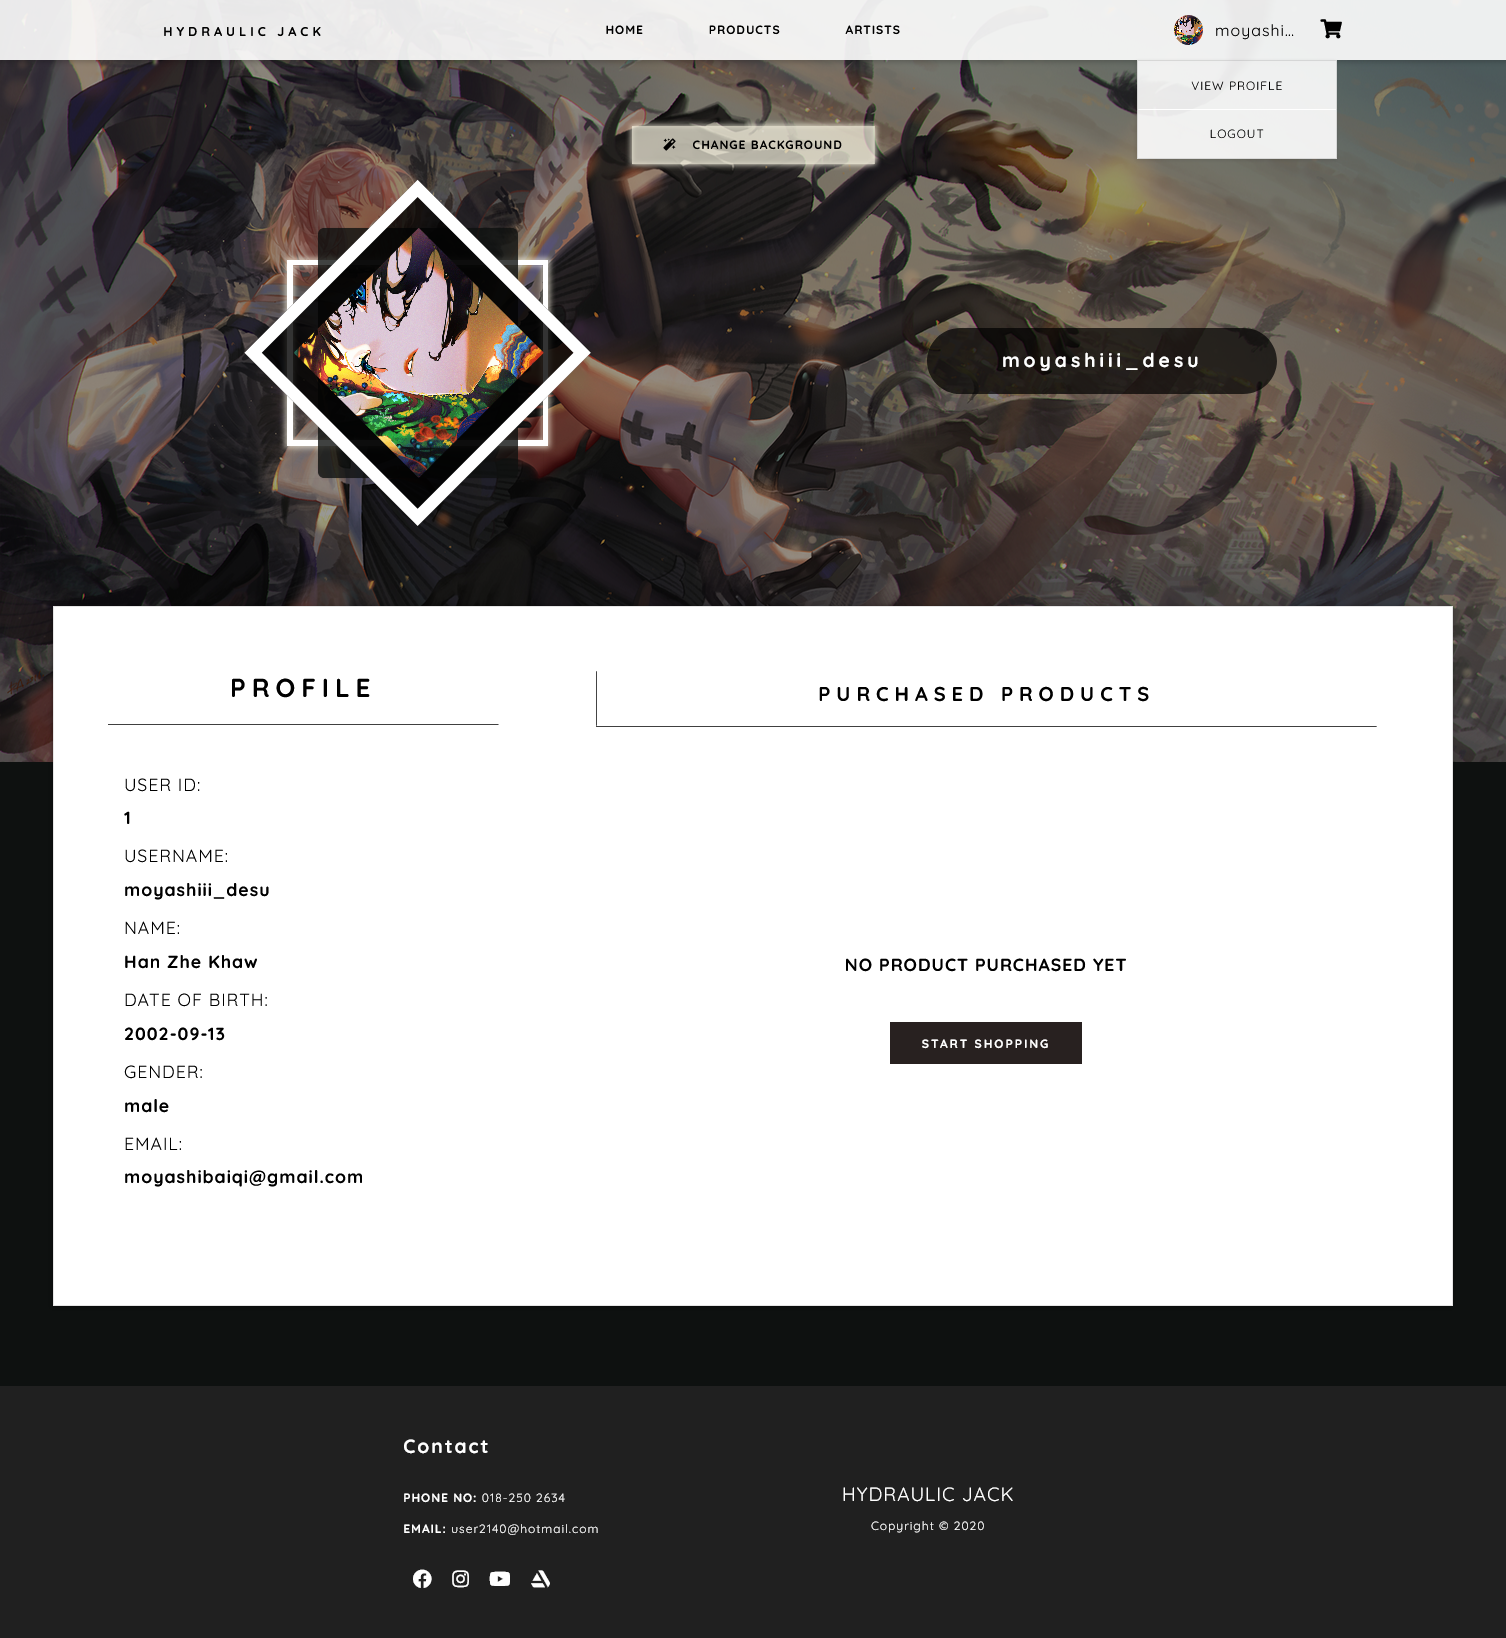 HYDRAULIC JACK
HOME
PRODUCTS
ARTISTS
moyashi...
VIEW PROIFLE
LOGOUT
CHANGE BACKGROUND
moyashiii_desu
PROFILE
PURCHASED PRODUCTS
USER ID:
1
USERNAME:
moyashiii_desu
NAME:
Han Zhe Khaw
DATE OF BIRTH:
2002-09-13
GENDER:
male
EMAIL:
moyashibaiqi@gmail.com
NO PRODUCT PURCHASED YET
START SHOPPING
Contact
PHONE NO: 018-250 2634
EMAIL: user2140@hotmail.com
HYDRAULIC JACK
Copyright © 2020